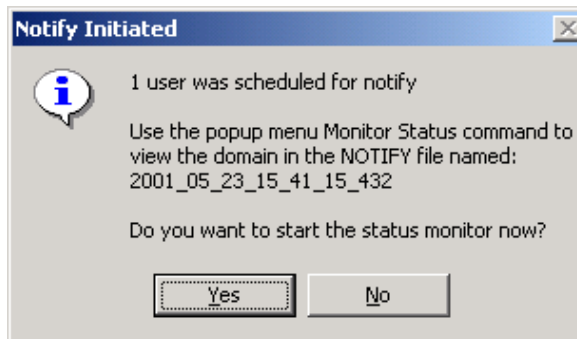 Notify Initiated
1 user was scheduled for notify
Use the popup menu Monitor Status command to
view the domain in the NOTIFY file named:
2001_05_23_15_41_15_432
Do you want to start the status monitor now?
Yes No